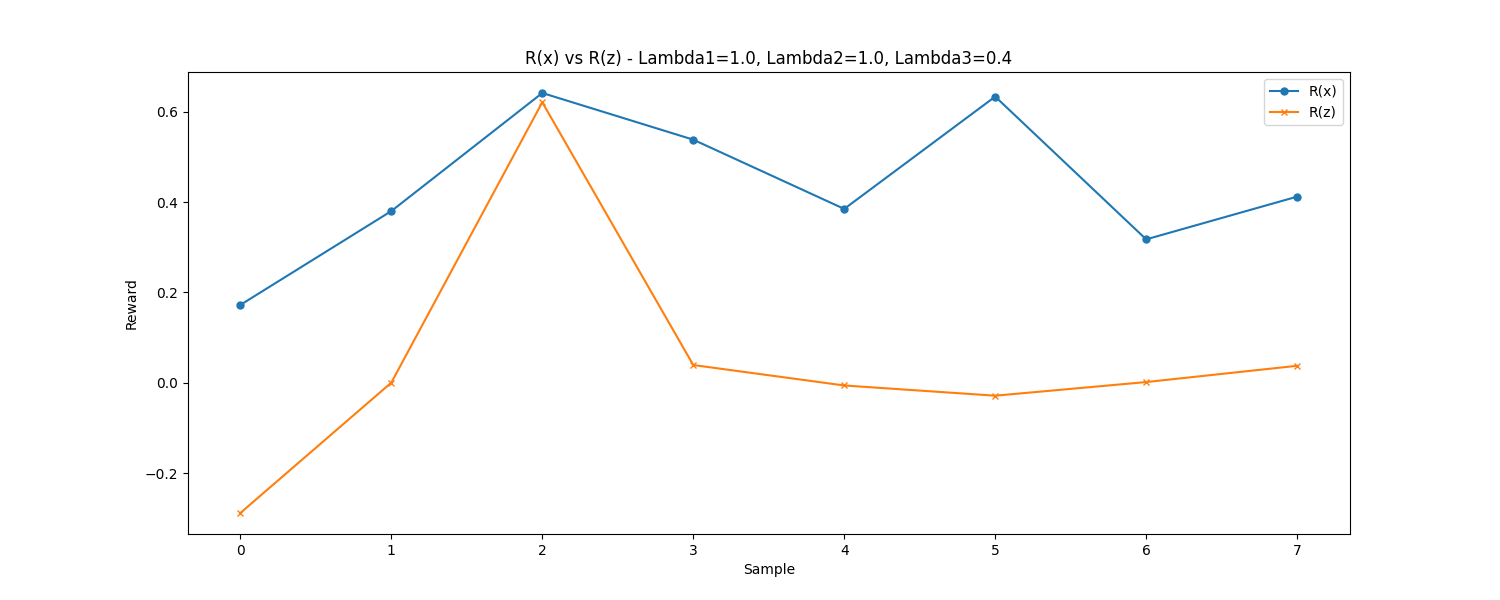 R(x) vs R(z) - Lambda1=1.0, Lambda2=1.0, Lambda3=0.4
R(x)
R(z)
0.6
0.4
0.2
0.0
−0.2
Reward
0 1 2 3 4 5 6 7
Sample